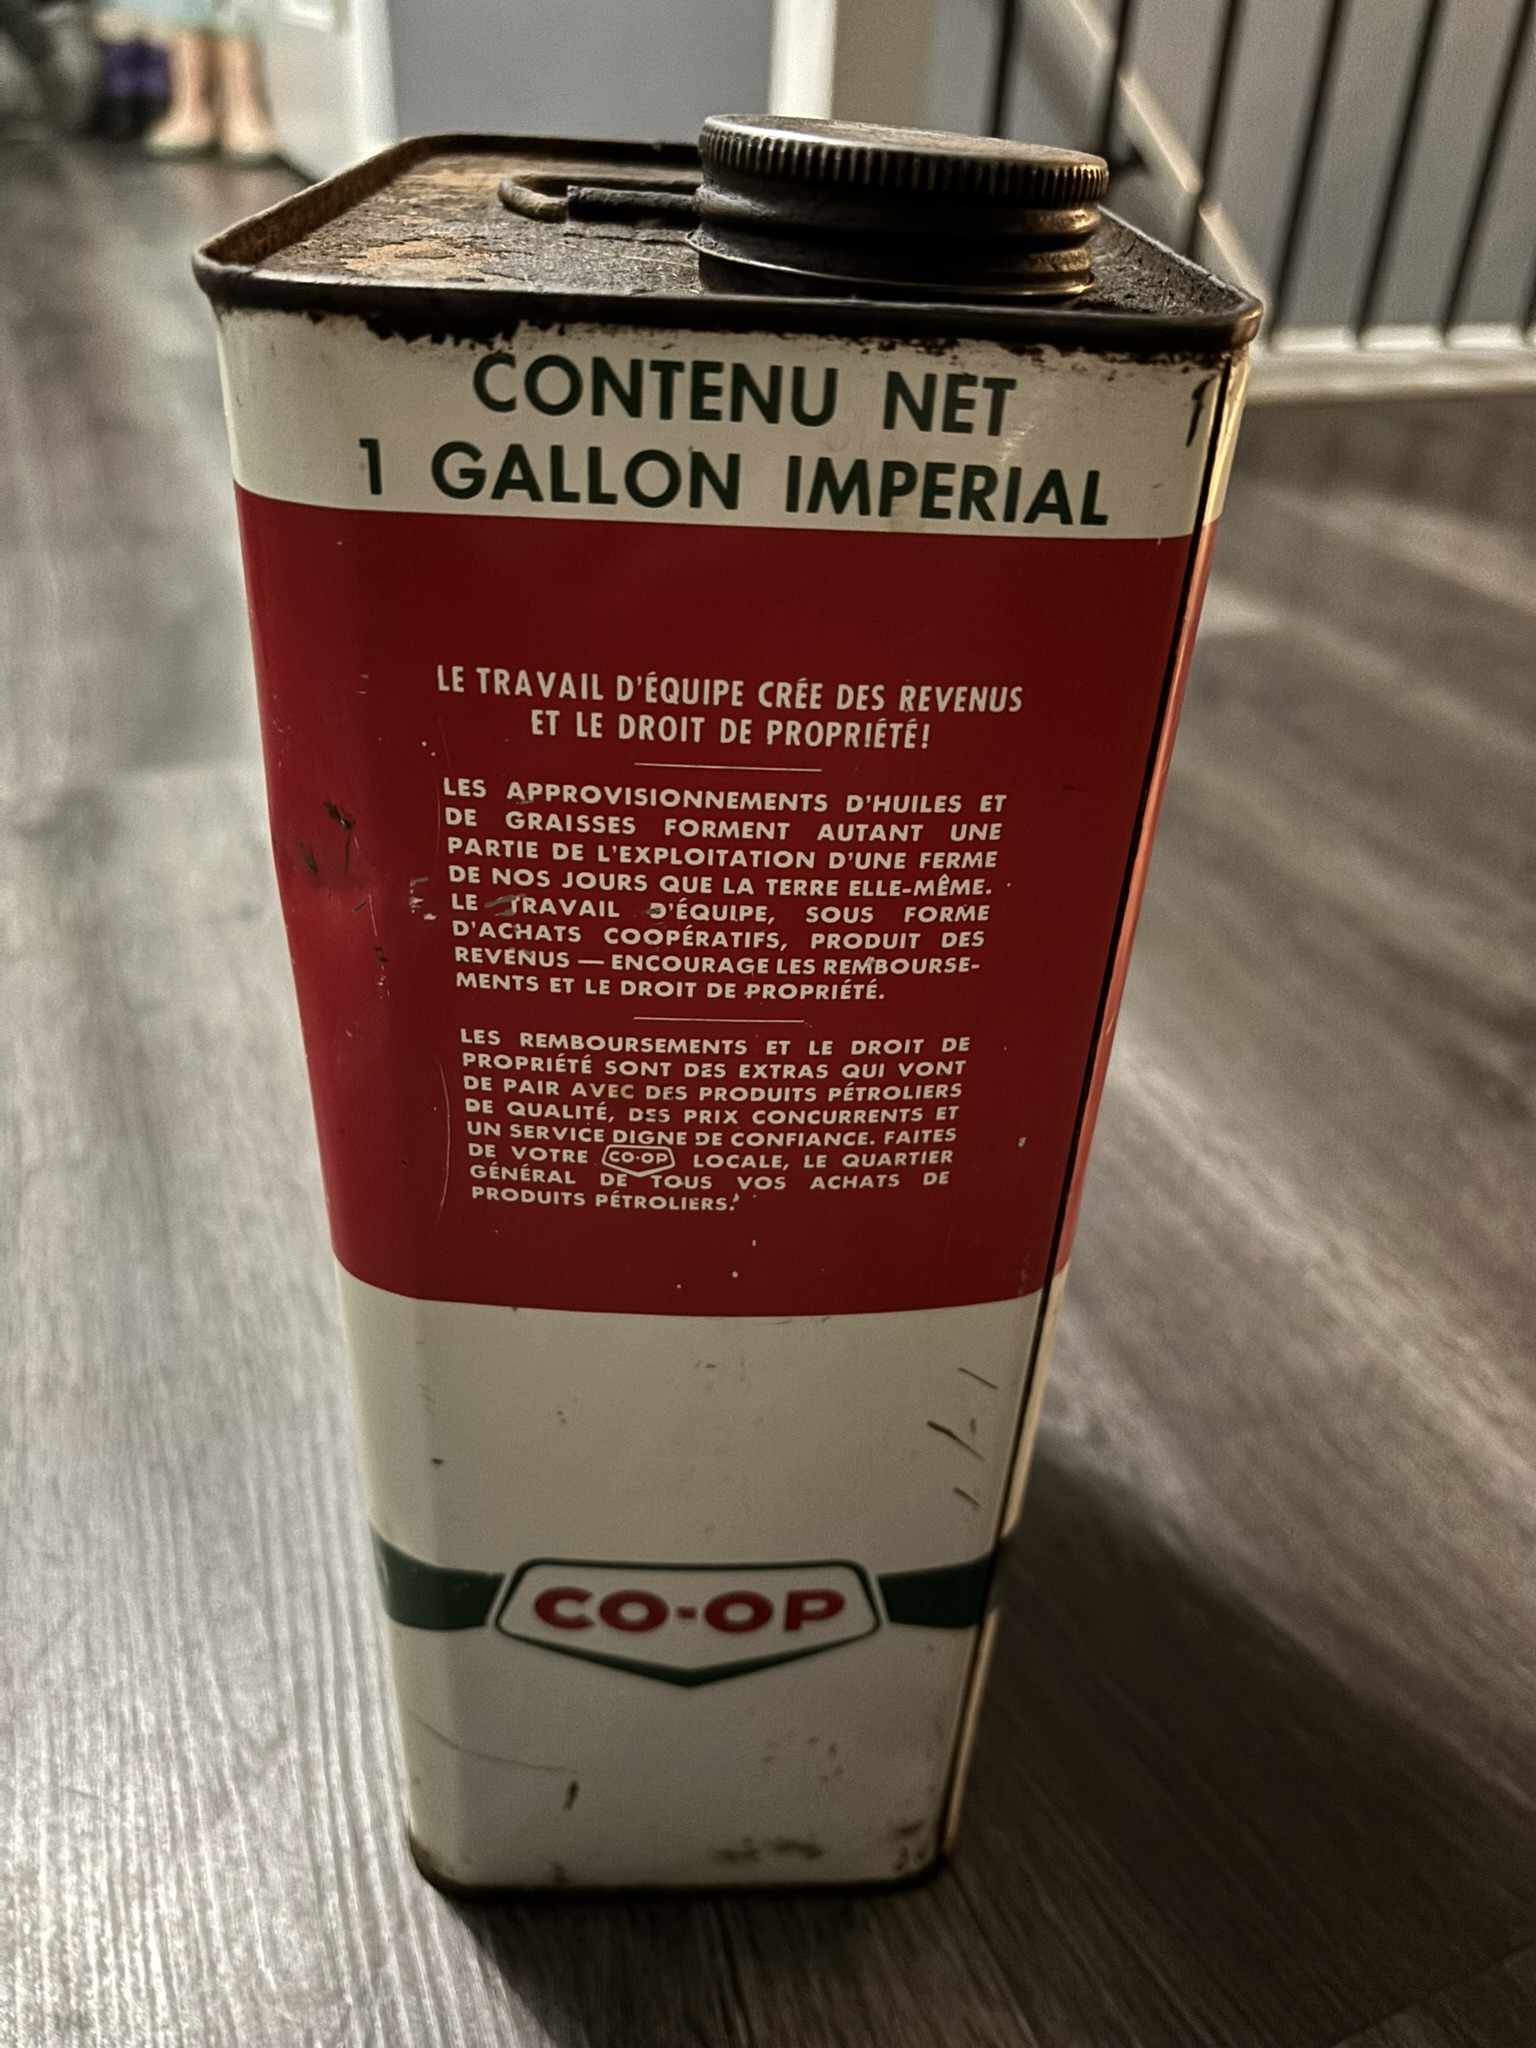 CONTENU NET
1 GALLON IMPERIAL
LE TRAVAIL D'ÉQUIPE CRÉE DES REVENUS
ET LE DROIT DE PROPRIÉTÉ!
LES APPROVISIONNEMENTS D'HUILES ET
DE GRAISSES FORMENT AUTANT UNE
PARTIE DE L'EXPLOITATION D'UNE FERME
DE NOS JOURS QUE LA TERRE ELLE-MÊME.
LE TRAVAIL D'ÉQUIPE, SOUS FORME
D'ACHATS COOPÉRATIFS, PRODUIT DES
REVENUS — ENCOURAGE LES REMBOURSE-
MENTS ET LE DROIT DE PROPRIÉTÉ.
LES REMBOURSEMENTS ET LE DROIT DE
PROPRIÉTÉ SONT DES EXTRAS QUI VONT
DE PAIR AVEC DES PRODUITS PÉTROLIERS
DE QUALITÉ, DES PRIX CONCURRENTS ET
UN SERVICE DIGNE DE CONFIANCE. FAITES
DE VOTRE CO-OP LOCALE, LE QUARTIER
GÉNÉRAL DE TOUS VOS ACHATS DE
PRODUITS PÉTROLIERS.
CO-OP